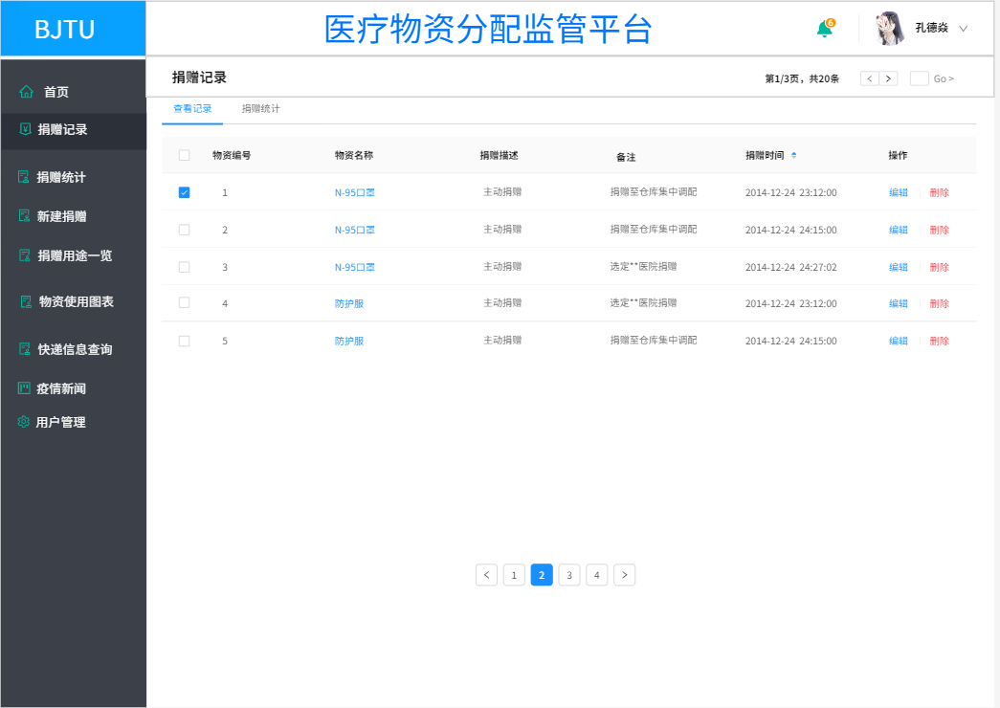 BJTU
医疗物资分配监管平台
6
孔德焱
首页
捐赠记录
捐赠统计
新建捐赠
捐赠用途一览
物资使用图表
快递信息查询
疫情新闻
用户管理
捐赠记录
第1/3页，共20条
< >
Go >
查看记录 捐赠统计
物资编号 物资名称 捐赠描述 备注 捐赠时间 操作
1 N-95口罩 主动捐赠 捐赠至仓库集中调配 2014-12-24 23:12:00 编辑 删除
2 N-95口罩 主动捐赠 捐赠至仓库集中调配 2014-12-24 24:15:00 编辑 删除
3 N-95口罩 主动捐赠 选定**医院捐赠 2014-12-24 24:27:02 编辑 删除
4 防护服 主动捐赠 选定**医院捐赠 2014-12-24 23:12:00 编辑 删除
5 防护服 主动捐赠 捐赠至仓库集中调配 2014-12-24 24:15:00 编辑 删除
< 1 2 3 4 >